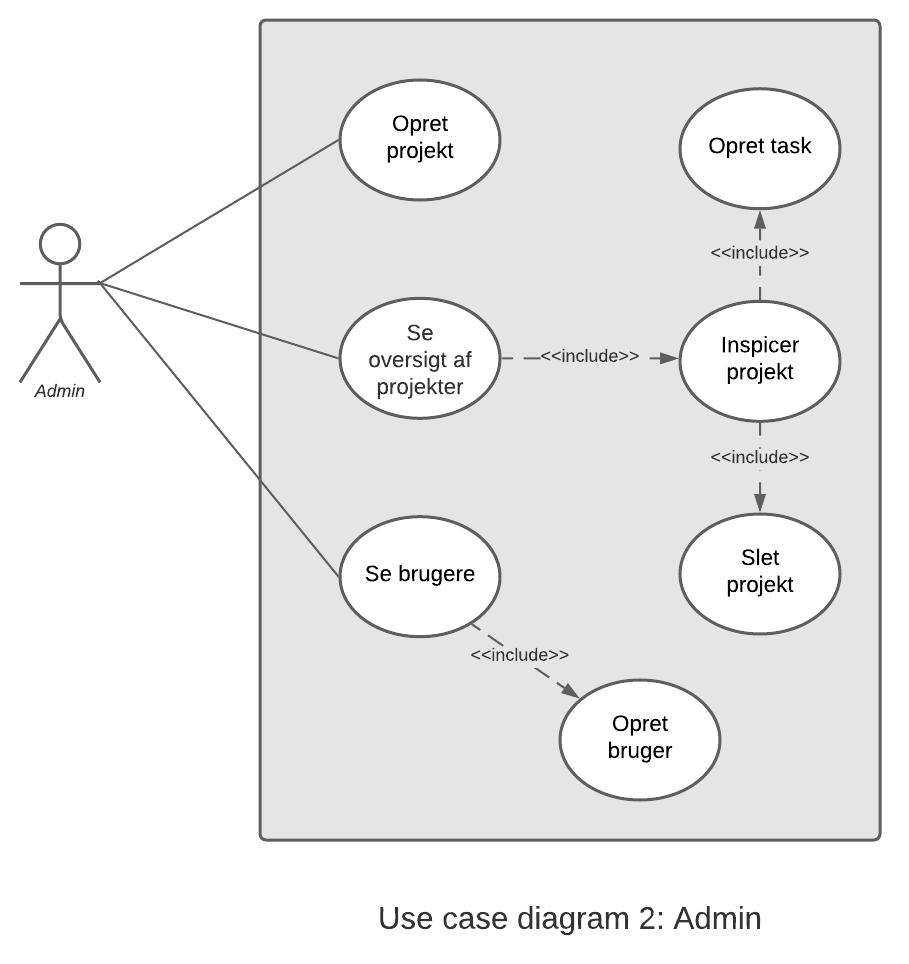 Opret
projekt
Opret task
<<include>>
Admin
Se
oversigt af
projekter
<<include>>
Inspicer
projekt
<<include>>
Se brugere
Slet
projekt
<<include>>
Opret
bruger
Use case diagram 2: Admin